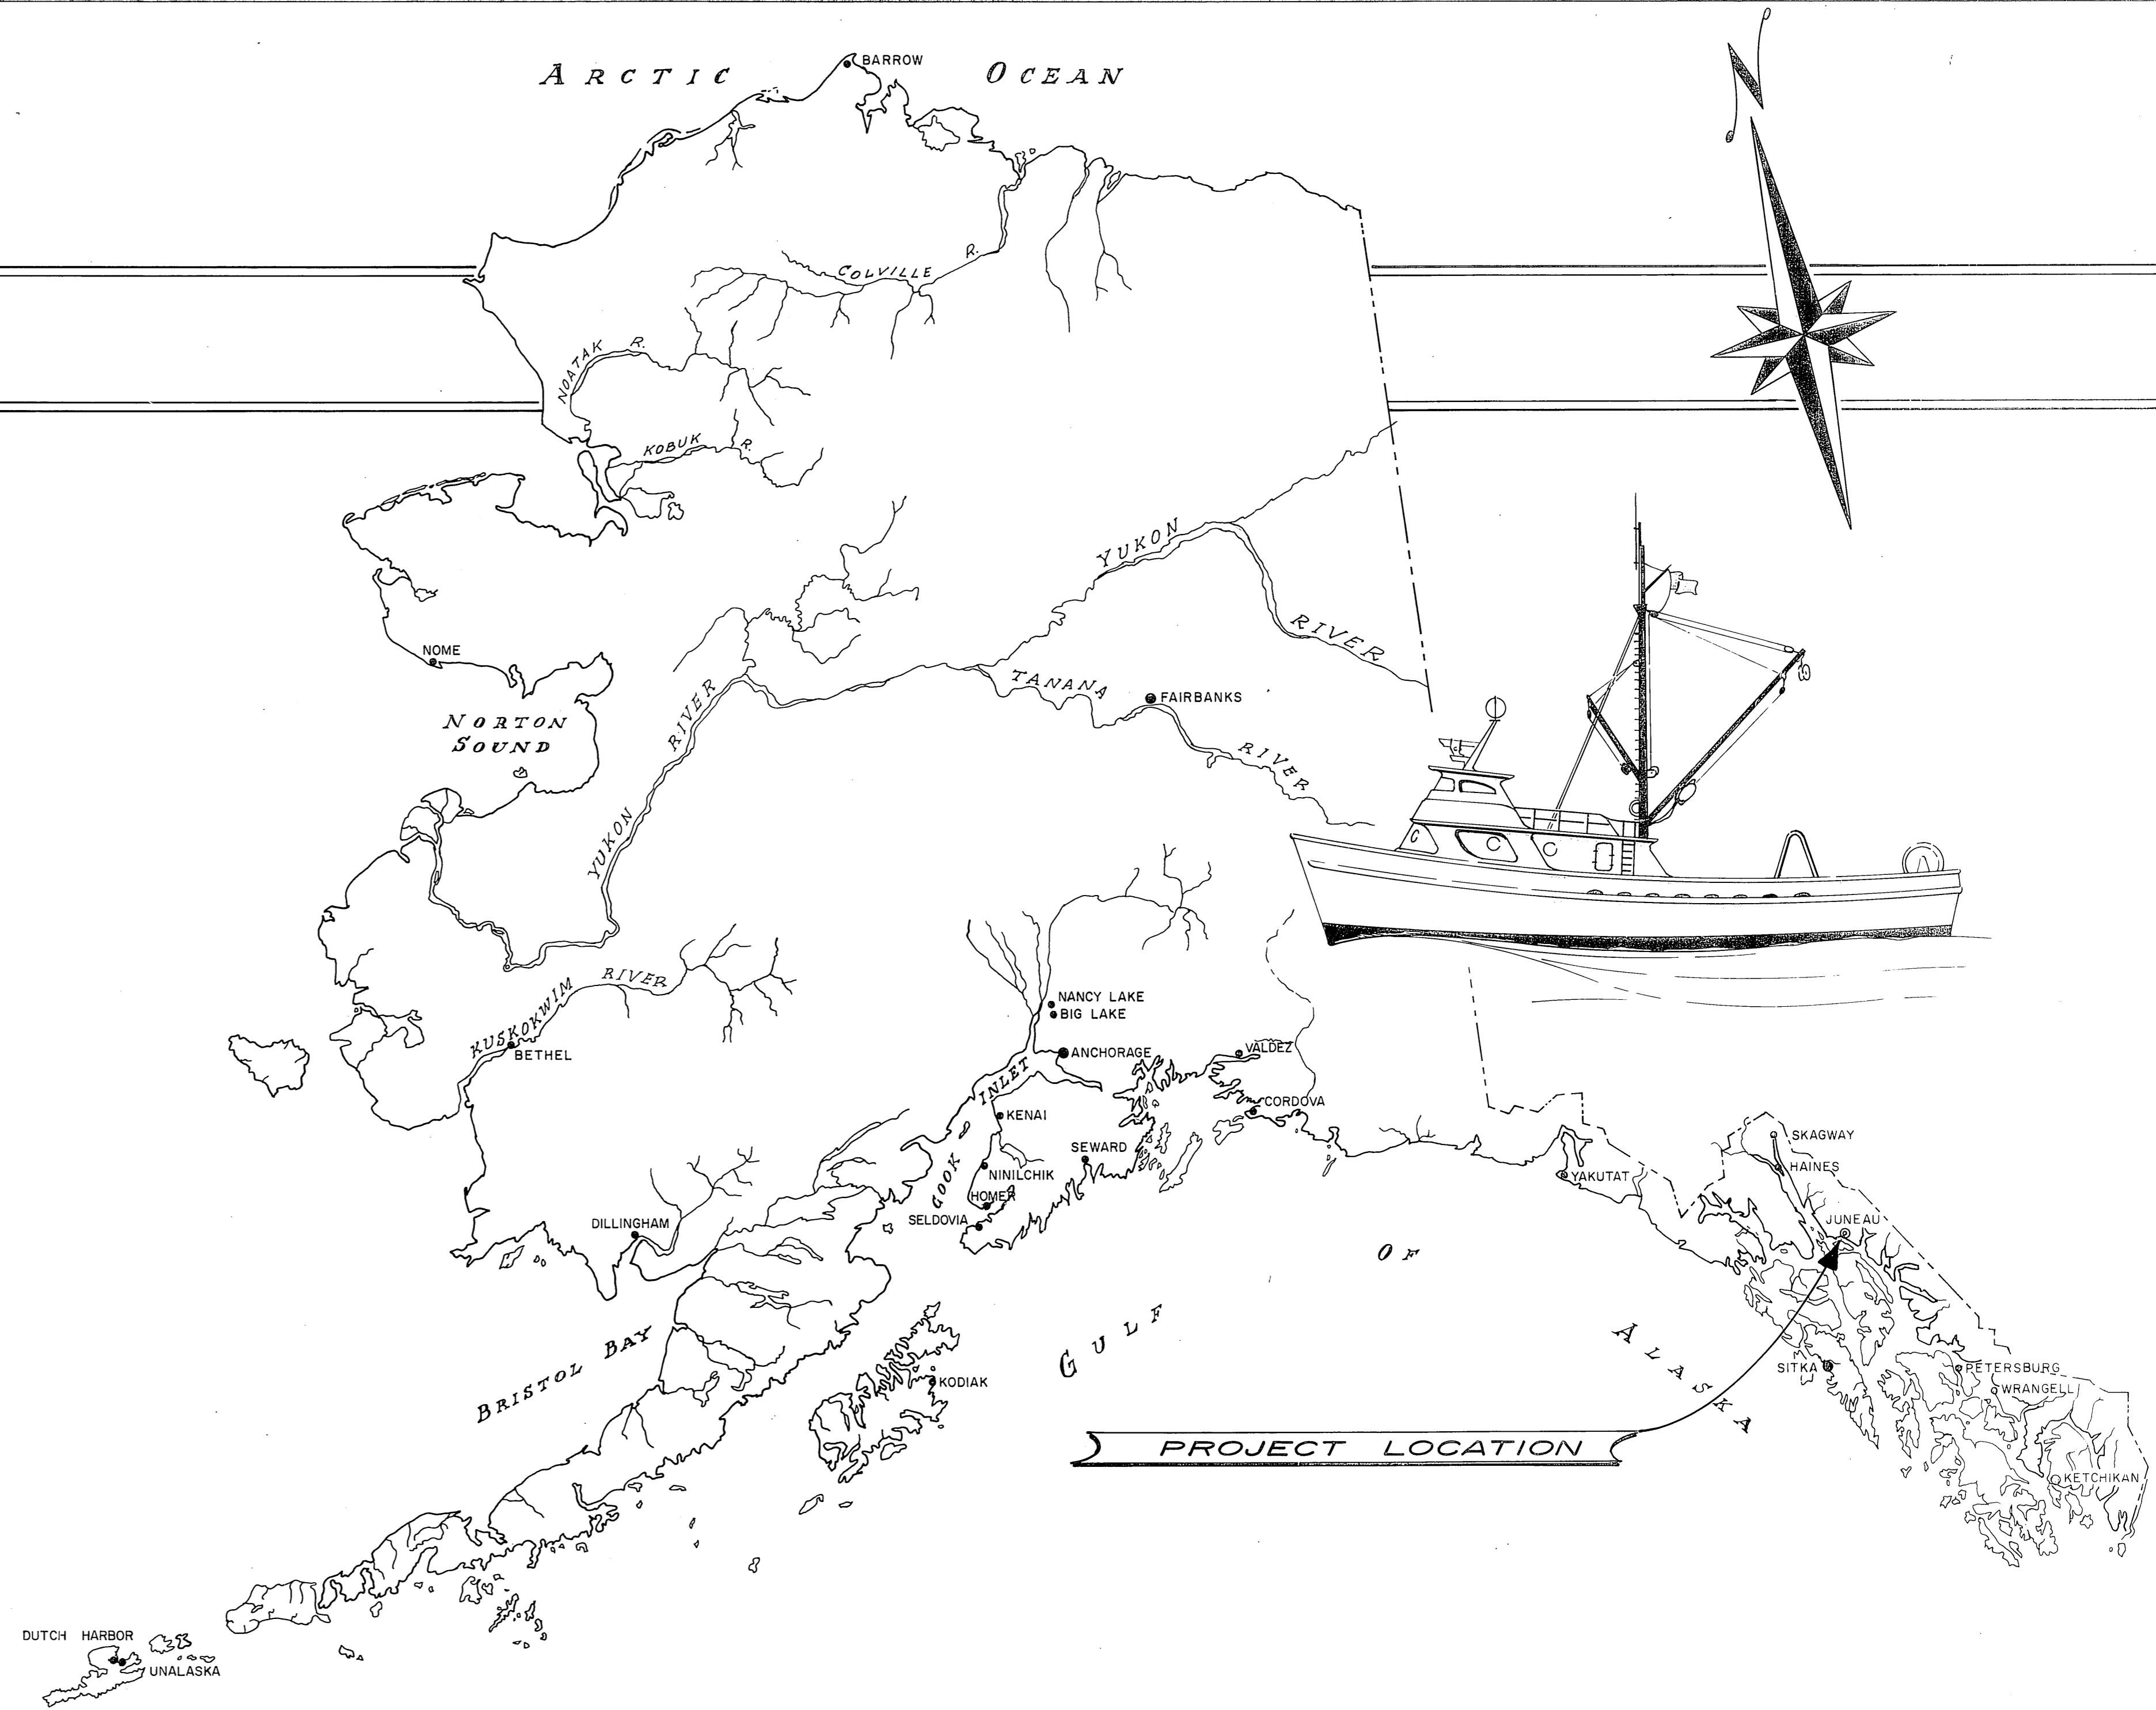 ARCTIC OCEAN
BARROW
N
COLVILLE R.
NOATAK R.
KOBUK R.
YUKON RIVER
NOME
TANANA RIVER
FAIRBANKS
NORTON
SOUND
YUKON RIVER
KUSKOKWIM RIVER
BETHEL
NANCY LAKE
BIG LAKE
ANCHORAGE
VALDEZ
COOK INLET
KENAI
CORDOVA
SEWARD
NINILCHIK
HOMER
SELDOVIA
DILLINGHAM
YAKUTAT
SKAGWAY
HAINES
JUNEAU
GULF OF ALASKA
BRISTOL BAY
KODIAK
SITKA
PETERSBURG
WRANGELL
KETCHIKAN
PROJECT LOCATION
DUTCH HARBOR
UNALASKA